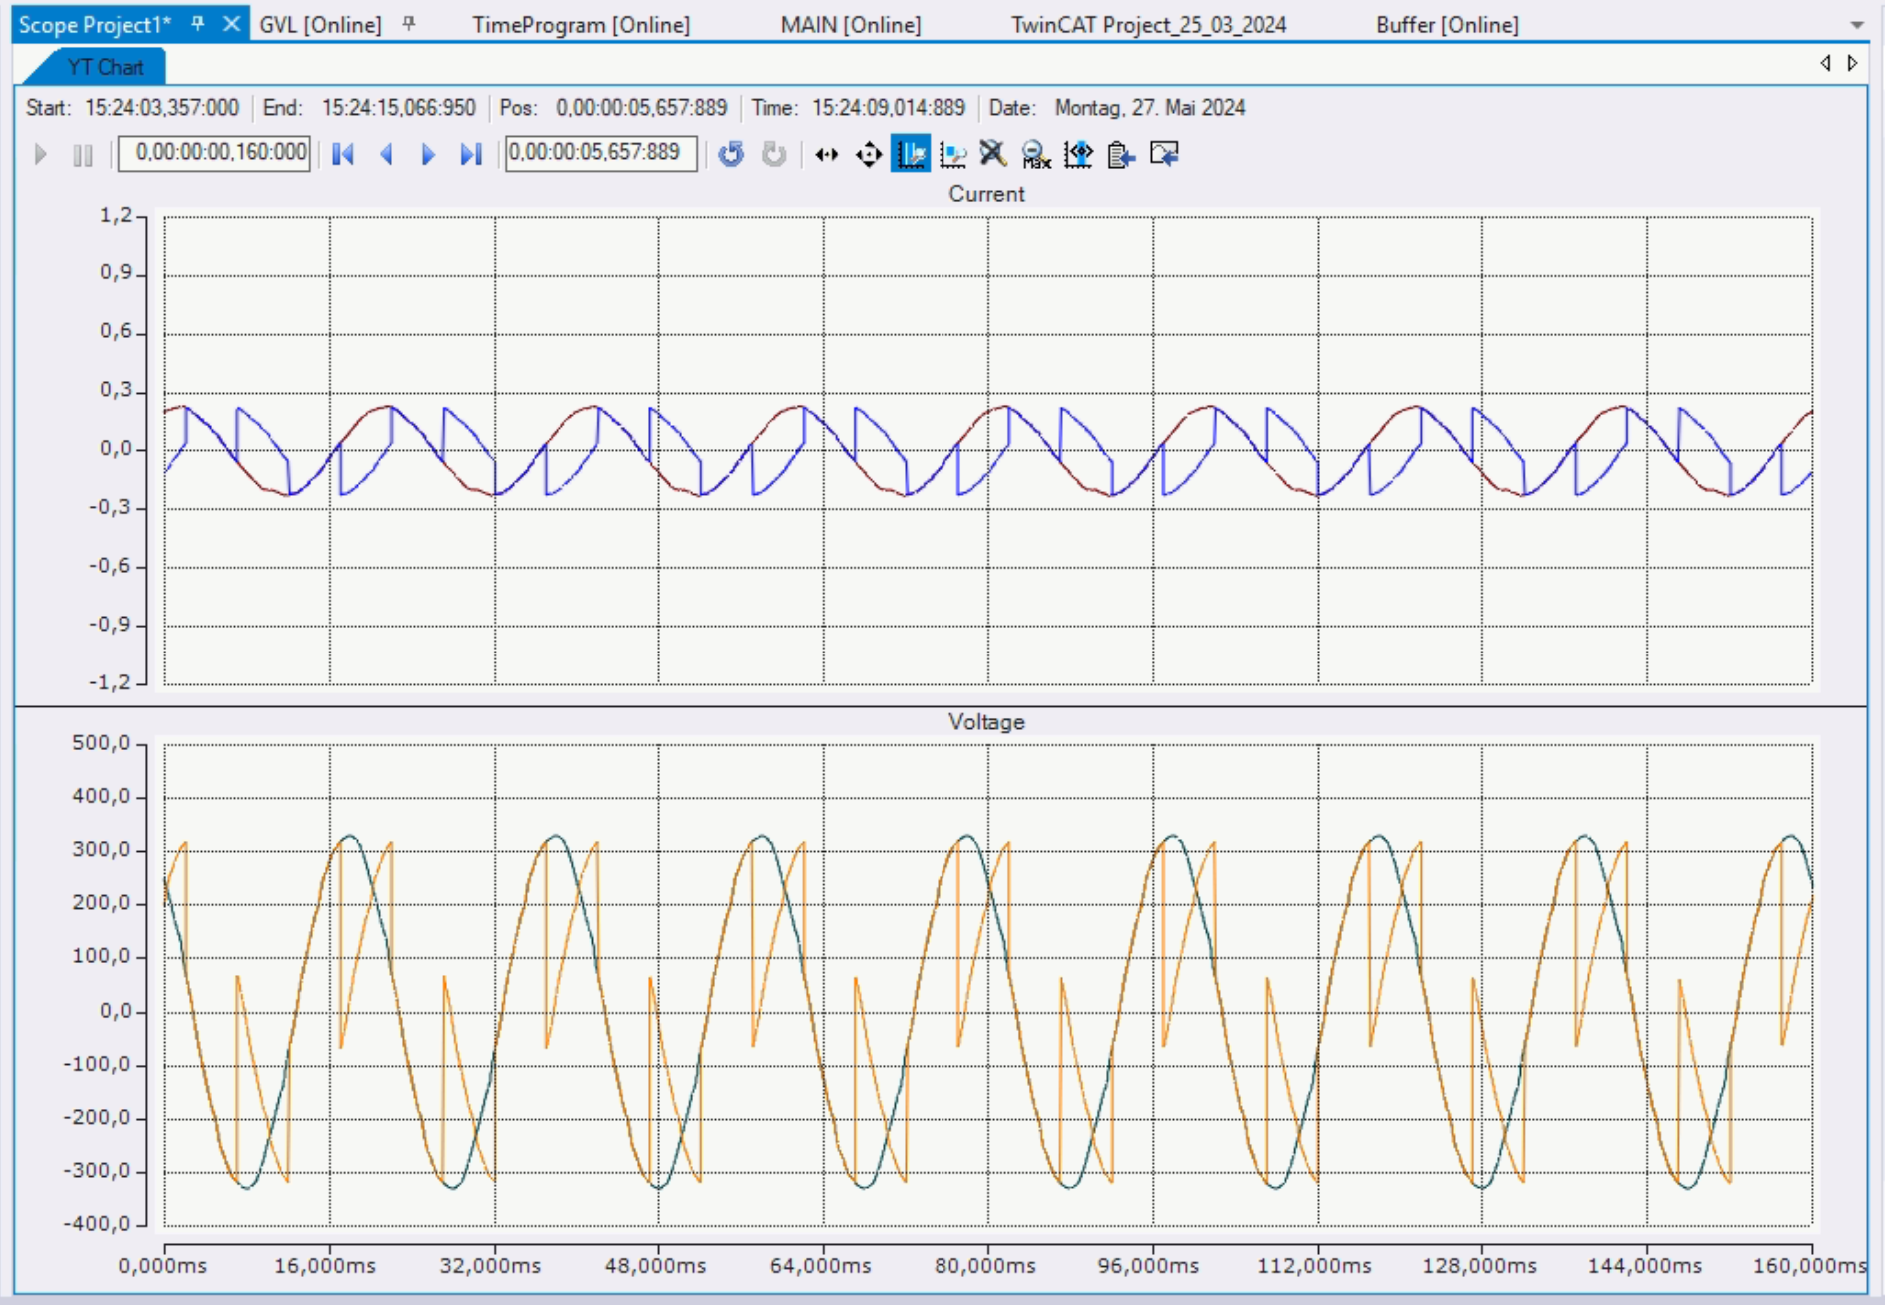 Scope Project1* GVL [Online] TimeProgram [Online] MAIN [Online] TwinCAT Project_25_03_2024 Buffer [Online]
YT Chart
Start: 15:24:03,357:000 End: 15:24:15,066:950 Pos: 0,00:00:05,657:889 Time: 15:24:09,014:889 Date: Montag, 27. Mai 2024
0,00:00:00,160:000 0,00:00:05,657:889 Max
Current
1,2
0,9
0,6
0,3
0,0
-0,3
-0,6
-0,9
-1,2
Voltage
500,0
400,0
300,0
200,0
100,0
0,0
-100,0
-200,0
-300,0
-400,0
0,000ms 16,000ms 32,000ms 48,000ms 64,000ms 80,000ms 96,000ms 112,000ms 128,000ms 144,000ms 160,000ms